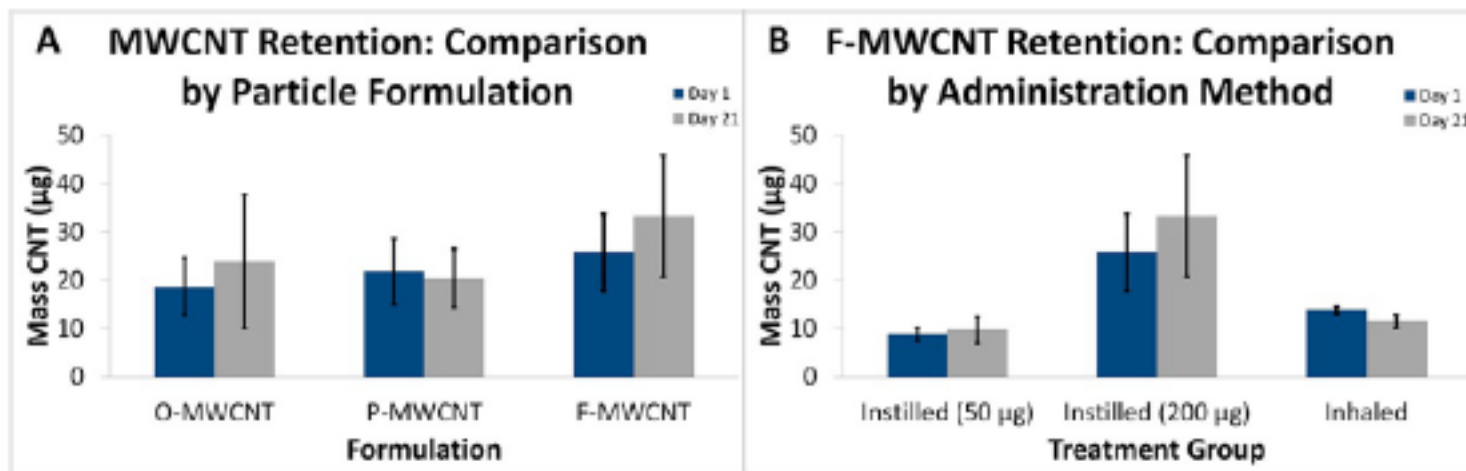 A MWCNT Retention: Comparison
by Particle Formulation
Day 1
Day 21
50
40
30
20
10
0
Mass CNT (µg)
O-MWCNT P-MWCNT F-MWCNT
Formulation
B F-MWCNT Retention: Comparison
by Administration Method
Day 1
Day 21
50
40
30
20
10
0
Mass CNT (µg)
Instilled (50 µg) Instilled (200 µg) Inhaled
Treatment Group